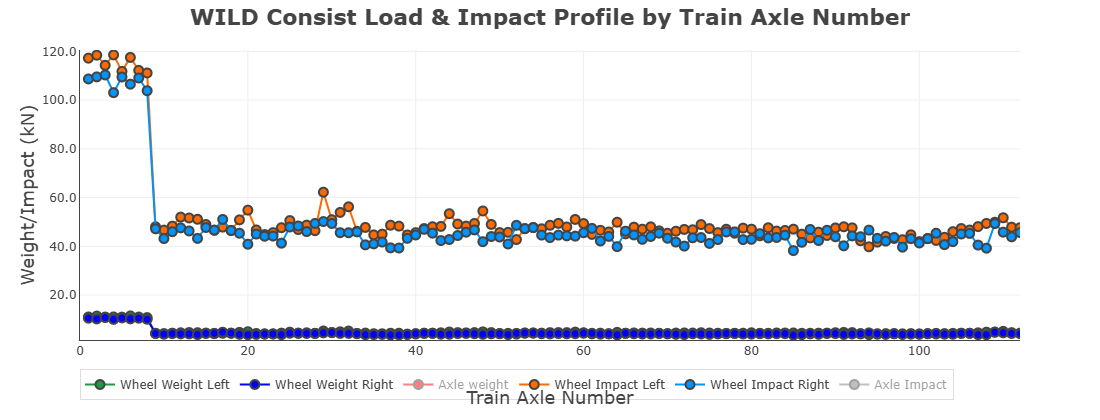 WILD Consist Load & Impact Profile by Train Axle Number
Weight/Impact (kN)
120.0
100.0
80.0
60.0
40.0
20.0
0 20 40 60 80 100
Wheel Weight Left Wheel Weight Right Axle weight Wheel Impact Left Wheel Impact Right Axle Impact
Train Axle Number